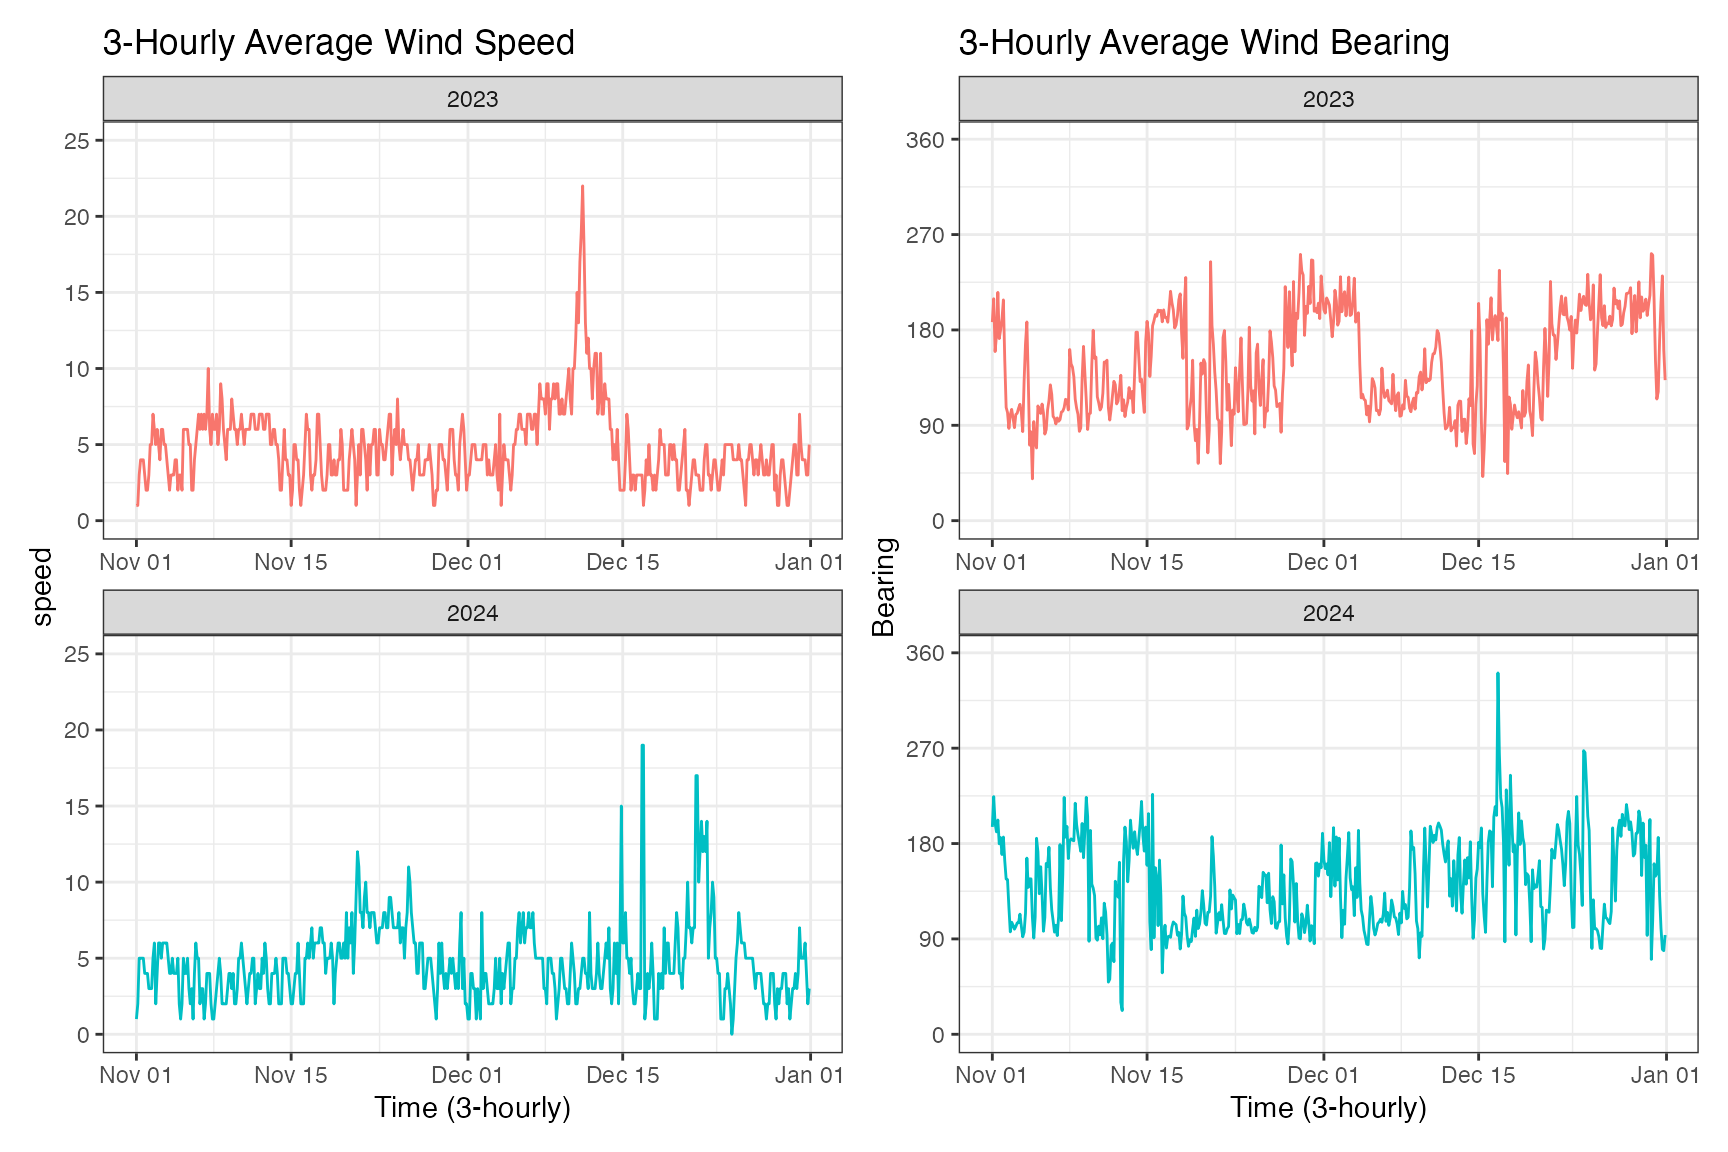 3-Hourly Average Wind Speed
2023
25
20
15
10
5
0
Nov 01 Nov 15 Dec 01 Dec 15 Jan 01
speed
2024
25
20
15
10
5
0
Nov 01 Nov 15 Dec 01 Dec 15 Jan 01
Time (3-hourly)
3-Hourly Average Wind Bearing
2023
360
270
180
90
0
Nov 01 Nov 15 Dec 01 Dec 15 Jan 01
Bearing
2024
360
270
180
90
0
Nov 01 Nov 15 Dec 01 Dec 15 Jan 01
Time (3-hourly)